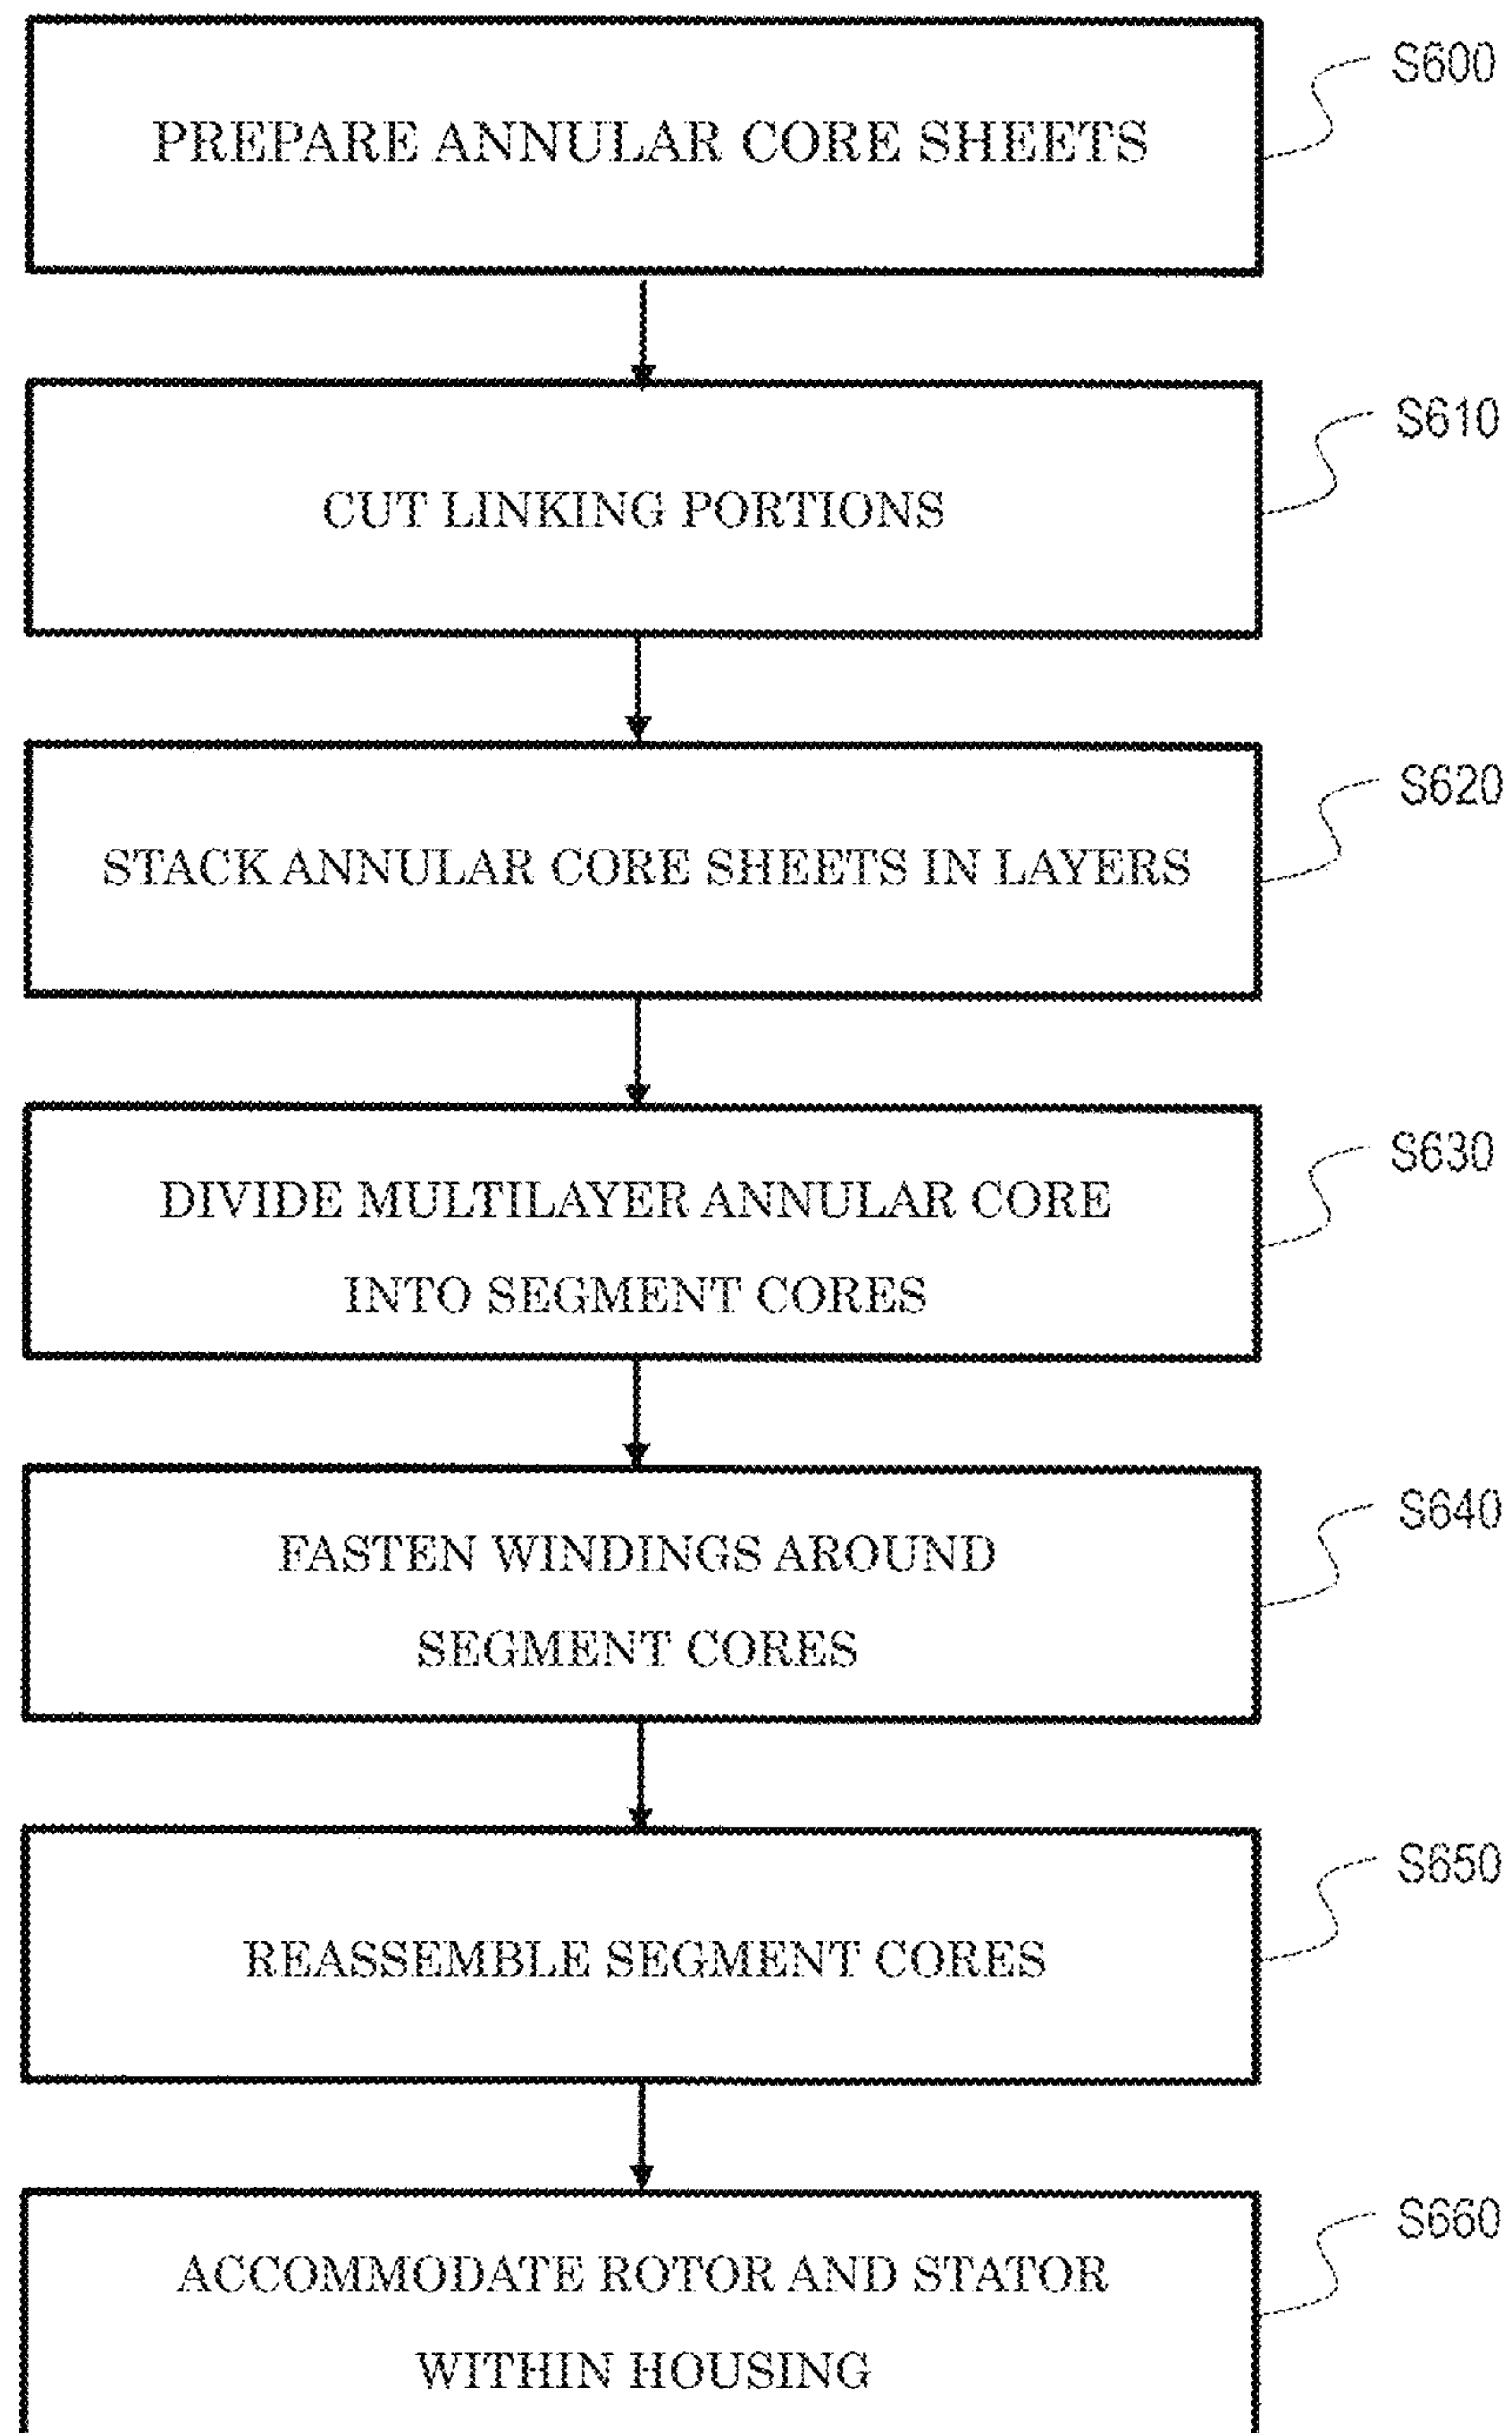 PREPARE ANNULAR CORE SHEETS
S600
CUT LINKING PORTIONS
S610
STACK ANNULAR CORE SHEETS IN LAYERS
S620
DIVIDE MULTILAYER ANNULAR CORE
INTO SEGMENT CORES
S630
FASTEN WINDINGS AROUND
SEGMENT CORES
S640
REASSEMBLE SEGMENT CORES
S650
ACCOMMODATE ROTOR AND STATOR
WITHIN HOUSING
S660